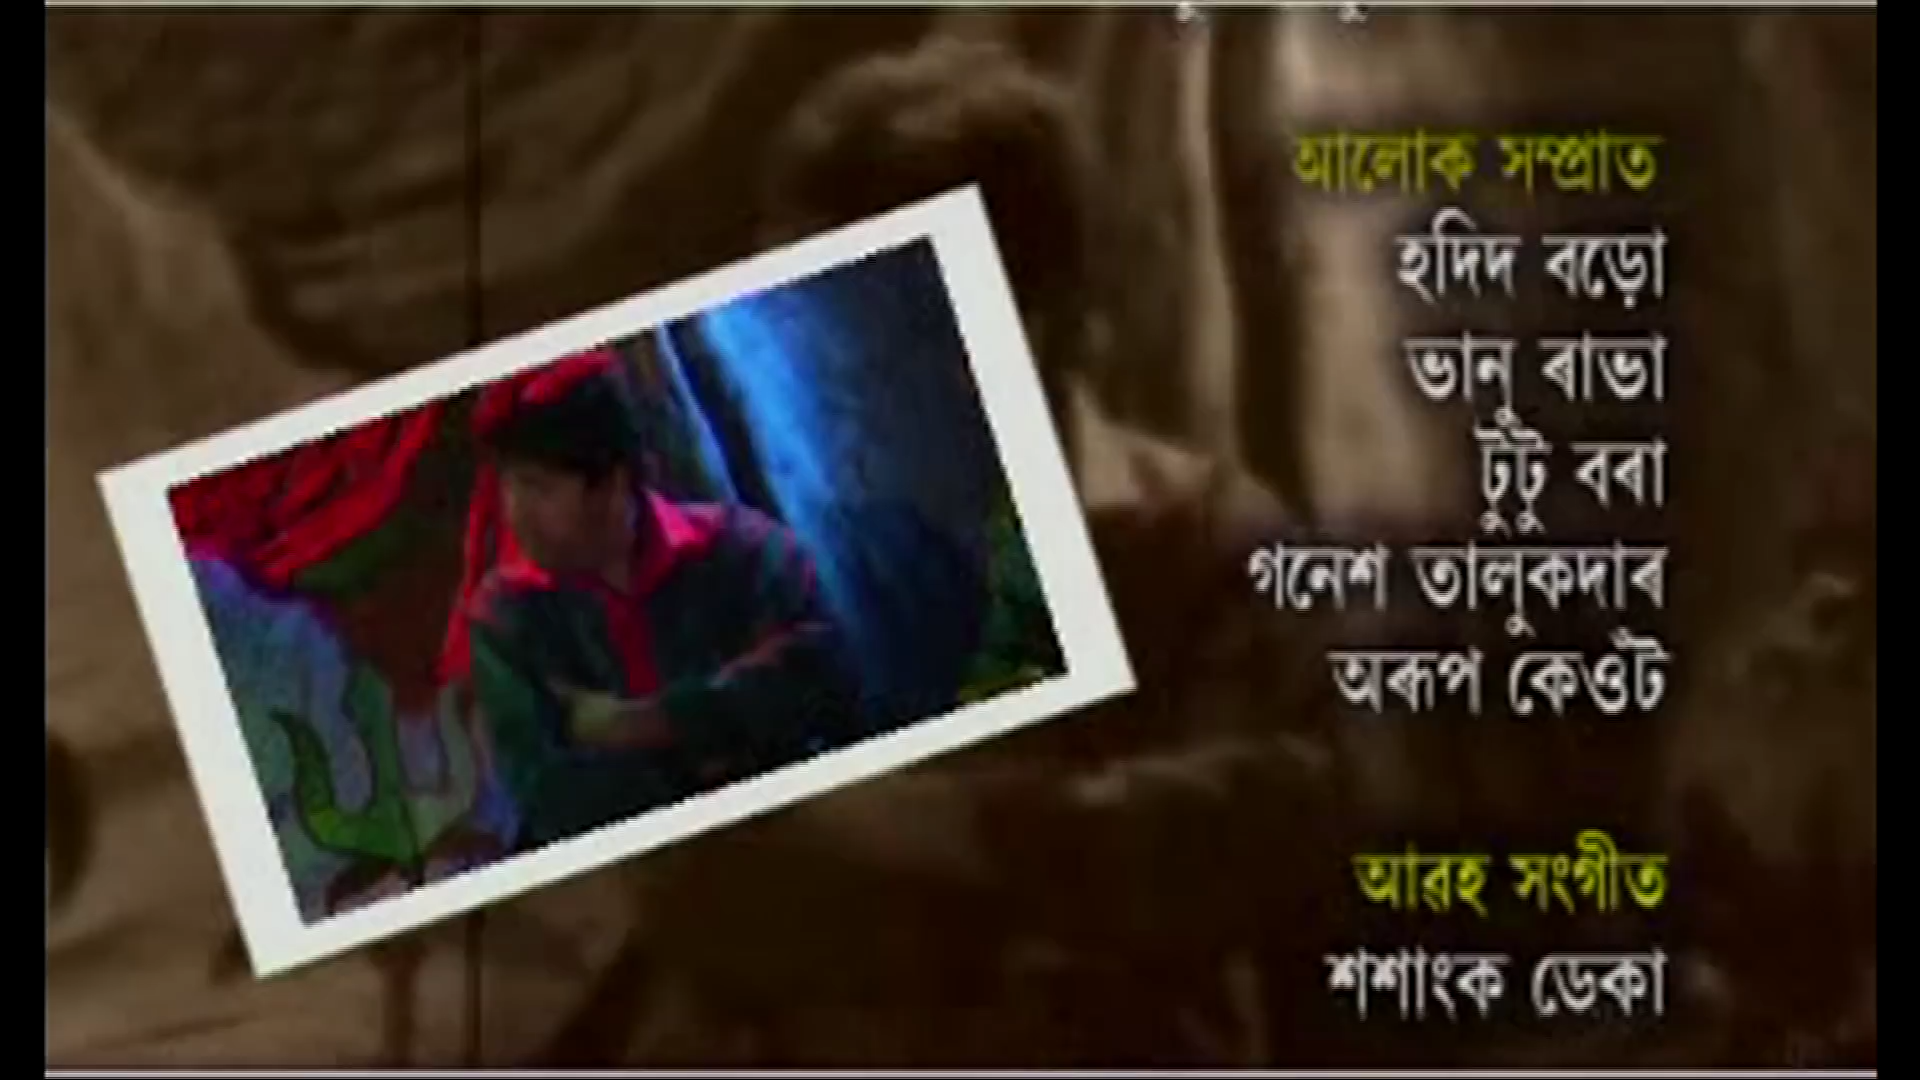 আলোক সম্প্ৰাত
হদিদ বড়ো
ভানু ৰাভা
টুটু বৰা
গনেশ তালুকদাৰ
অৰূপ কেওঁট
আৱহ সংগীত
শশাংক ডেকা